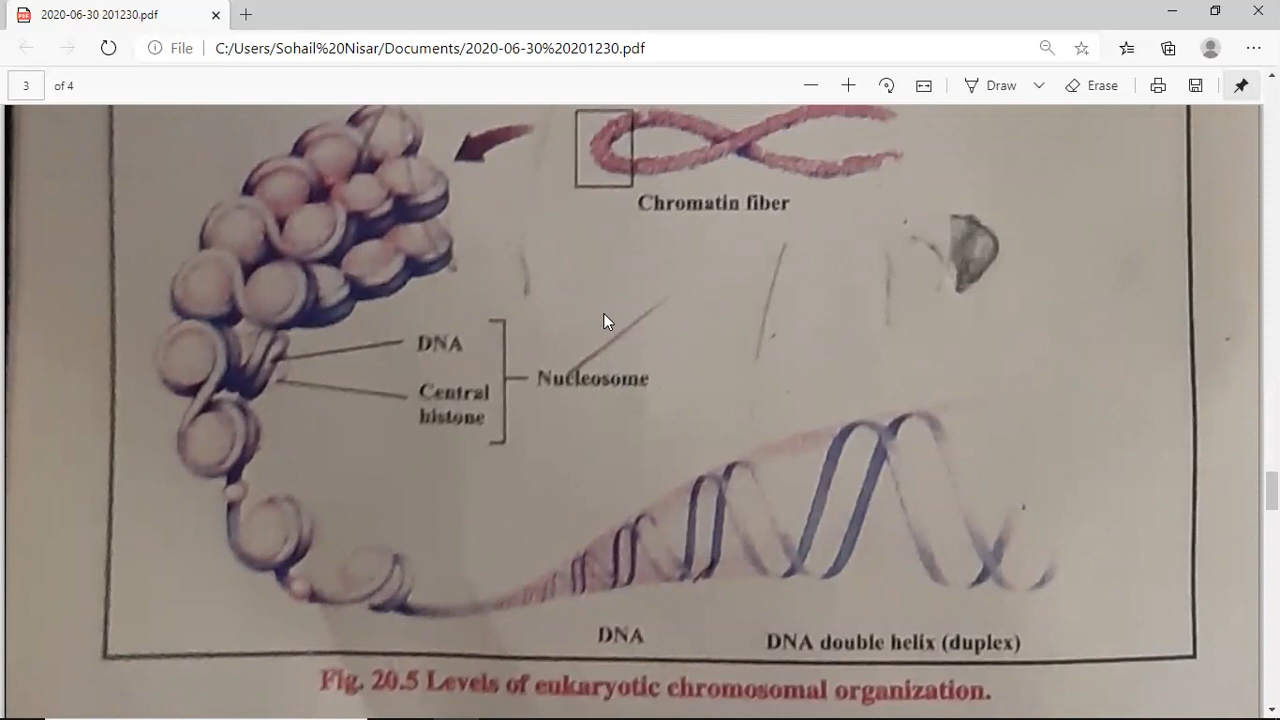 2020-06-30 201230.pdf
File C:/Users/Sohail%20Nisar/Documents/2020-06-30%20201230.pdf
3 of 4 Draw Erase
Chromatin fiber
DNA
Central
histone
Nucleosome
DNA
DNA double helix (duplex)
Fig. 20.5 Levels of eukaryotic chromosomal organization.